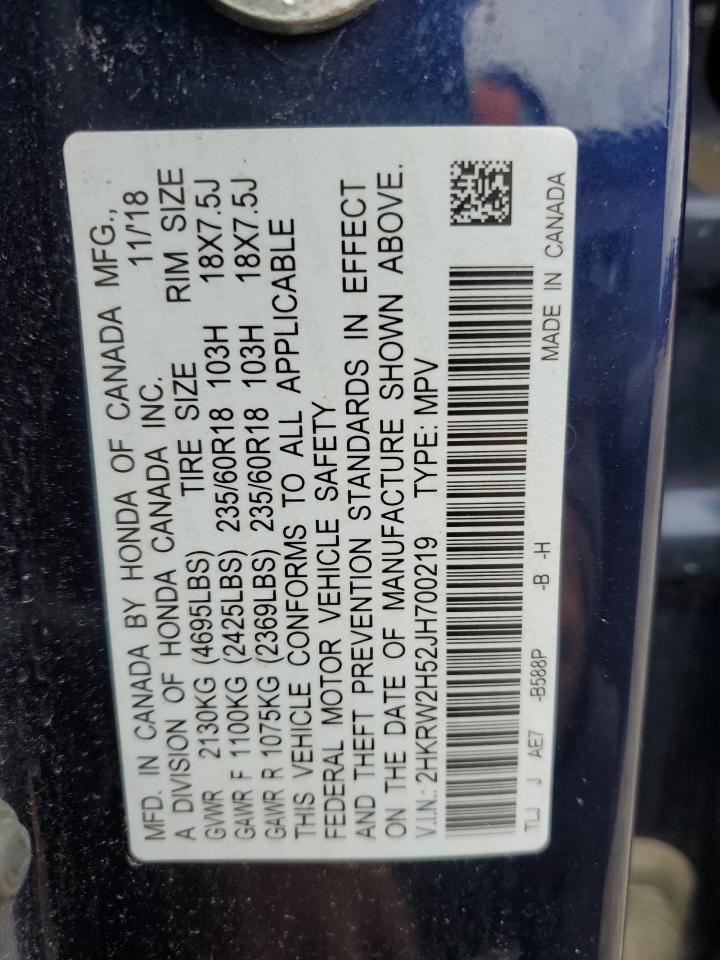 MFD. IN CANADA BY HONDA OF CANADA MFG.,
A DIVISION OF HONDA CANADA INC. 11/'18
GVWR 2130KG (4695LBS) TIRE SIZE RIM SIZE
GAWR F 1100KG (2425LBS) 235/60R18 103H 18X7.5J
GAWR R 1075KG (2369LBS) 235/60R18 103H 18X7.5J
THIS VEHICLE CONFORMS TO ALL APPLICABLE
FEDERAL MOTOR VEHICLE SAFETY
AND THEFT PREVENTION STANDARDS IN EFFECT
ON THE DATE OF MANUFACTURE SHOWN ABOVE.
V.I.N.: 2HKRW2H52JH700219 TYPE: MPV
TLJ J AE7 -B588P -B -H MADE IN CANADA